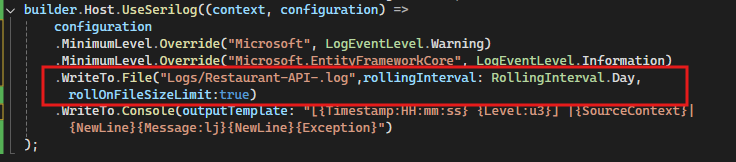 builder.Host.UseSerilog((context, configuration) =>
configuration
.MinimumLevel.Override("Microsoft", LogEventLevel.Warning)
.MinimumLevel.Override("Microsoft.EntityFrameworkCore", LogEventLevel.Information)
.WriteTo.File("Logs/Restaurant-API-.log",rollingInterval: RollingInterval.Day,
rollOnFileSizeLimit:true)
.WriteTo.Console(outputTemplate: "[{Timestamp:HH:mm:ss} {Level:u3}] |{SourceContext}|
{NewLine}{Message:lj}{NewLine}{Exception}")
);